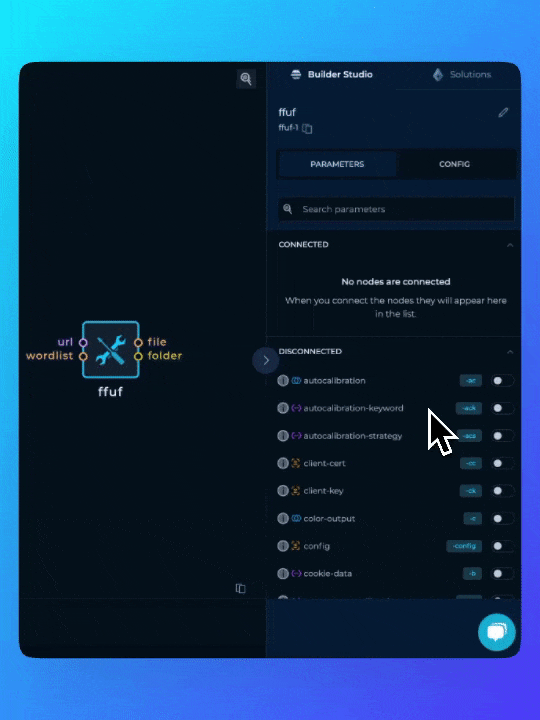 Builder Studio
Solutions
ffuf
ffuf-1
PARAMETERS
CONFIG
Search parameters
CONNECTED
No nodes are connected
When you connect the nodes they will appear here
in the list.
DISCONNECTED
autocalibration -ac
autocalibration-keyword -ack
autocalibration-strategy -acs
client-cert -cc
client-key -ck
color-output -c
config -config
cookie-data -b
url
wordlist
file
folder
ffuf